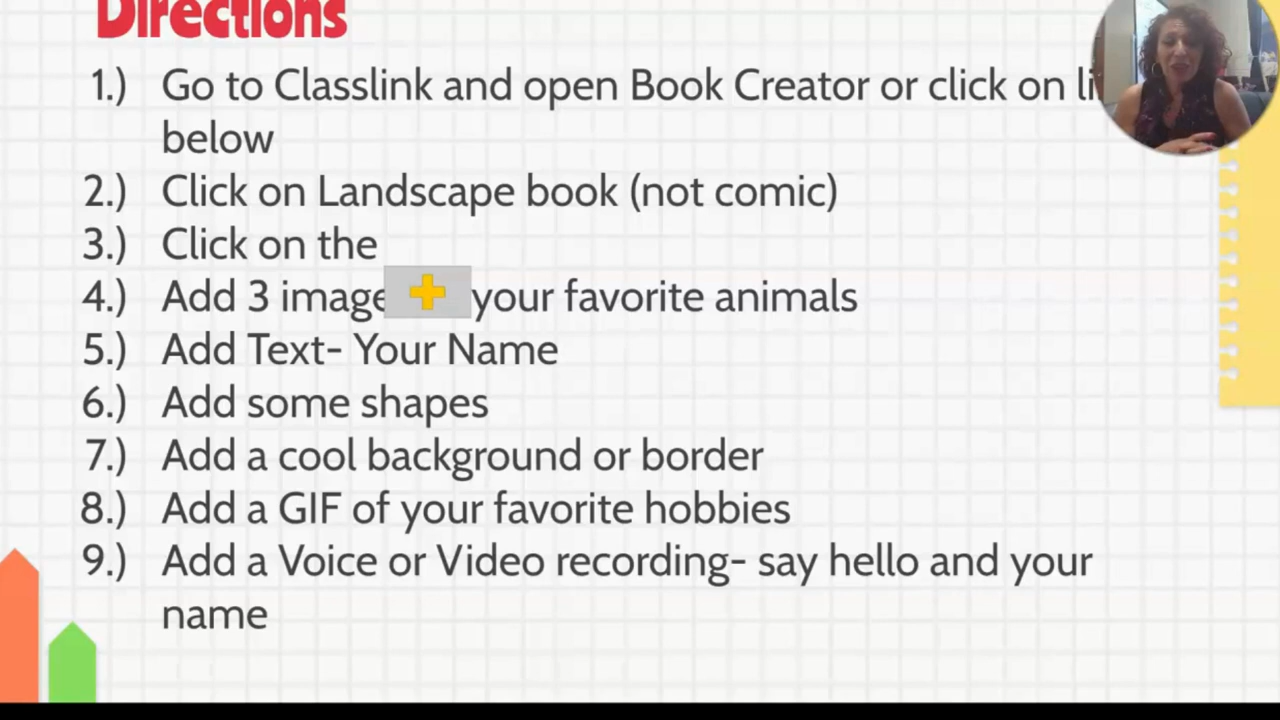 Directions
1.) Go to Classlink and open Book Creator or click on
below
2.) Click on Landscape book (not comic)
3.) Click on the
4.) Add 3 image your favorite animals
5.) Add Text- Your Name
6.) Add some shapes
7.) Add a cool background or border
8.) Add a GIF of your favorite hobbies
9.) Add a Voice or Video recording- say hello and your
name